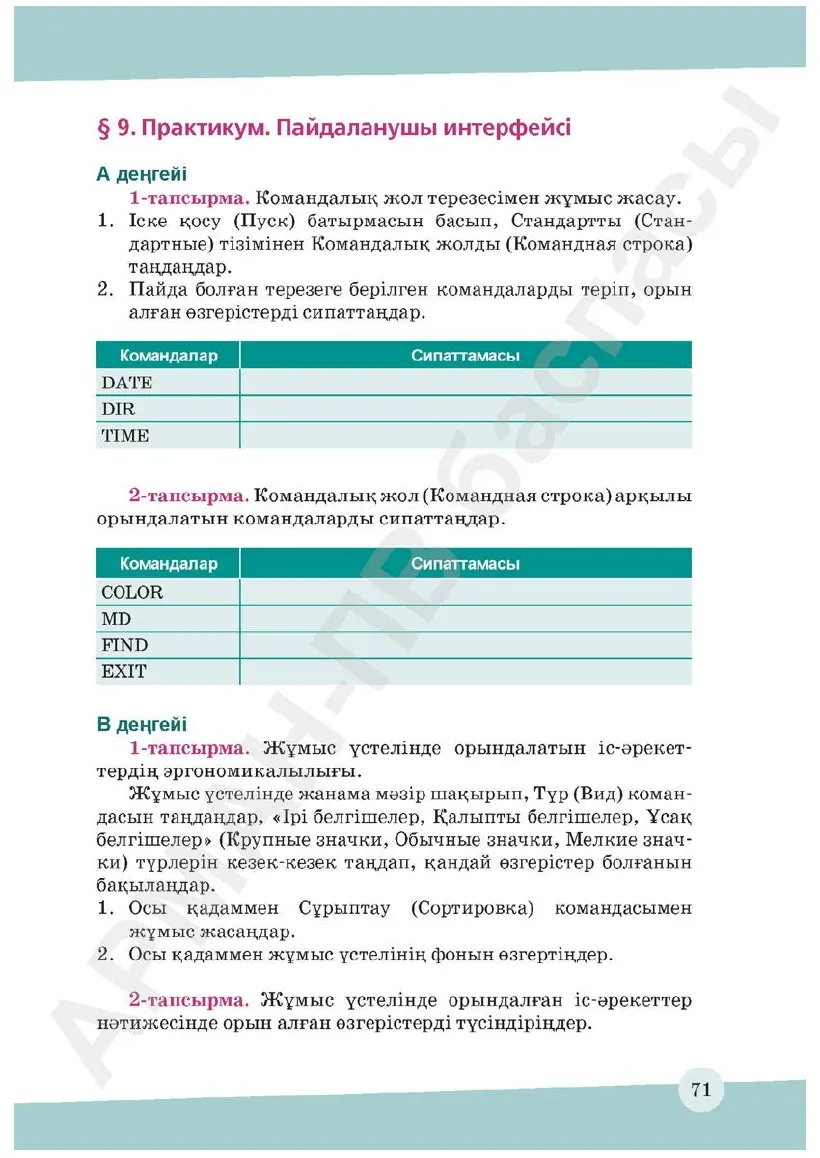 § 9. Практикум. Пайдаланушы интерфейсі
А деңгейі
1-тапсырма. Командалық жол терезесімен жұмыс жасау.
1. Іске қосу (Пуск) батырмасын басып, Стандартты (Стан-
дартные) тізімінен Командалық жолды (Командная строка)
таңдаңдар.
2. Пайда болған терезеге берілген командаларды теріп, орын
алған өзгерістерді сипаттаңдар.
Командалар Сипаттамасы
DATE
DIR
TIME
2-тапсырма. Командалық жол (Командная строка) арқылы
орындалатын командаларды сипаттаңдар.
Командалар Сипаттамасы
COLOR
MD
FIND
EXIT
В деңгейі
1-тапсырма. Жұмыс үстелінде орындалатын іс-әрекет-
тердің эргономикалылығы.
Жұмыс үстелінде жанама мәзір шақырып, Түр (Вид) коман-
дасын таңдаңдар, «Ірі белгішелер, Қалыпты белгішелер, Ұсақ
белгішелер» (Крупные значки, Обычные значки, Мелкие знач-
ки) түрлерін кезек-кезек таңдап, қандай өзгерістер болғанын
бақылаңдар.
1. Осы қадаммен Сұрыптау (Сортировка) командасымен
жұмыс жасаңдар.
2. Осы қадаммен жұмыс үстелінің фонын өзгертіңдер.
2-тапсырма. Жұмыс үстелінде орындалған іс-әрекеттер
нәтижесінде орын алған өзгерістерді түсіндіріңдер.
71
АРМАН-ПВ баспасы